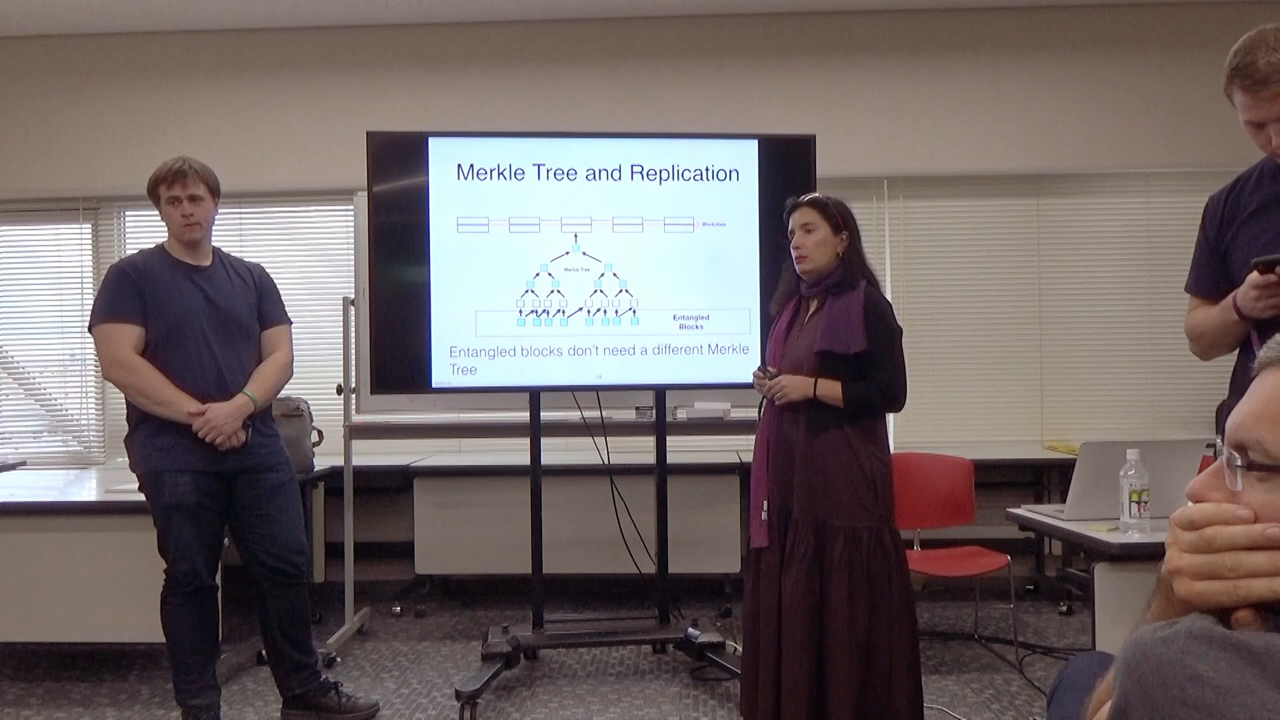 Merkle Tree and Replication
Blockchain
Merkle Tree
Entangled
Blocks
Entangled blocks don't need a different Merkle
Tree